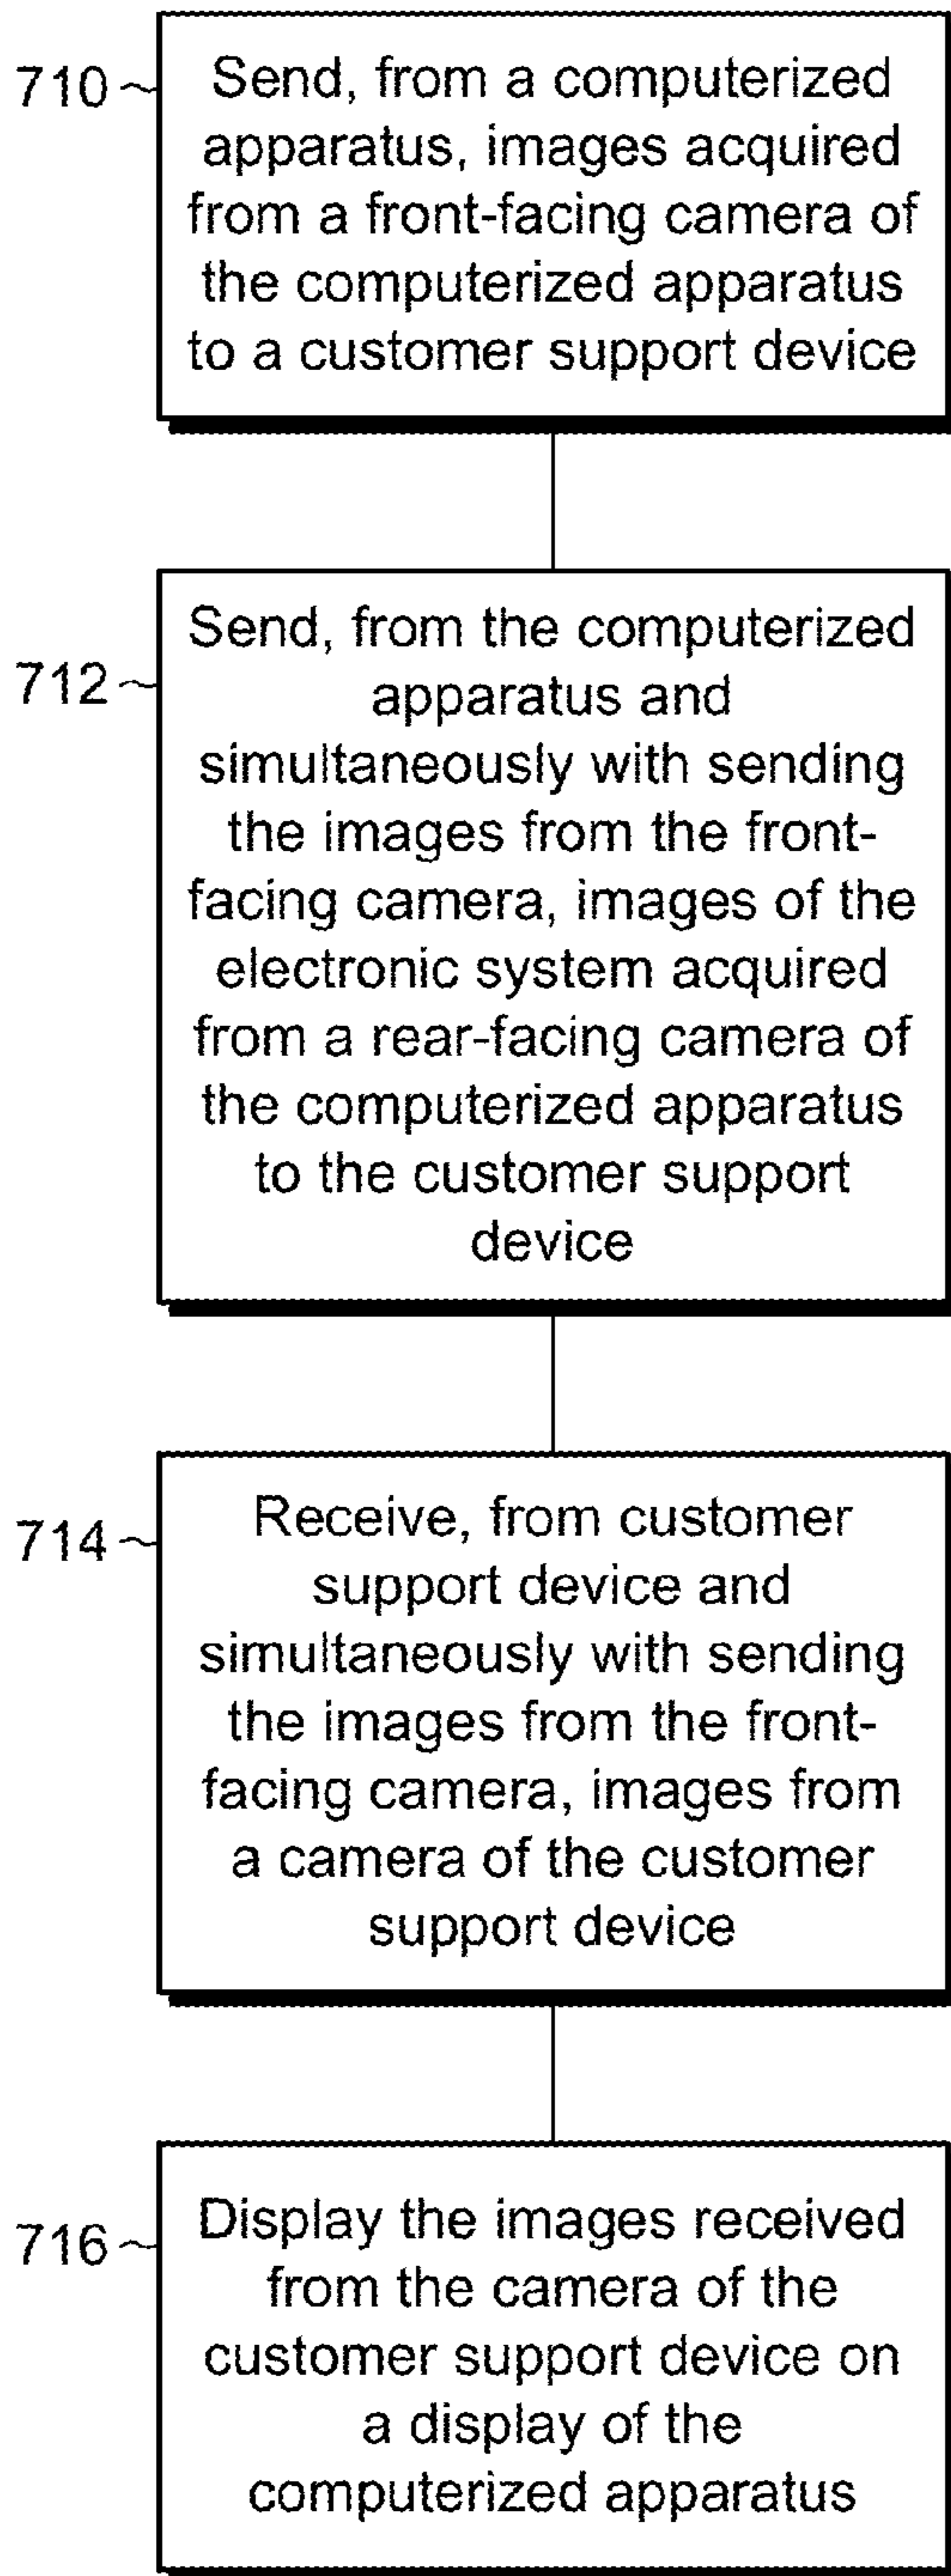 710
Send, from a computerized
apparatus, images acquired
from a front-facing camera of
the computerized apparatus
to a customer support device
712
Send, from the computerized
apparatus and
simultaneously with sending
the images from the front-
facing camera, images of the
electronic system acquired
from a rear-facing camera of
the computerized apparatus
to the customer support
device
714
Receive, from customer
support device and
simultaneously with sending
the images from the front-
facing camera, images from
a camera of the customer
support device
716
Display the images received
from the camera of the
customer support device on
a display of the
computerized apparatus